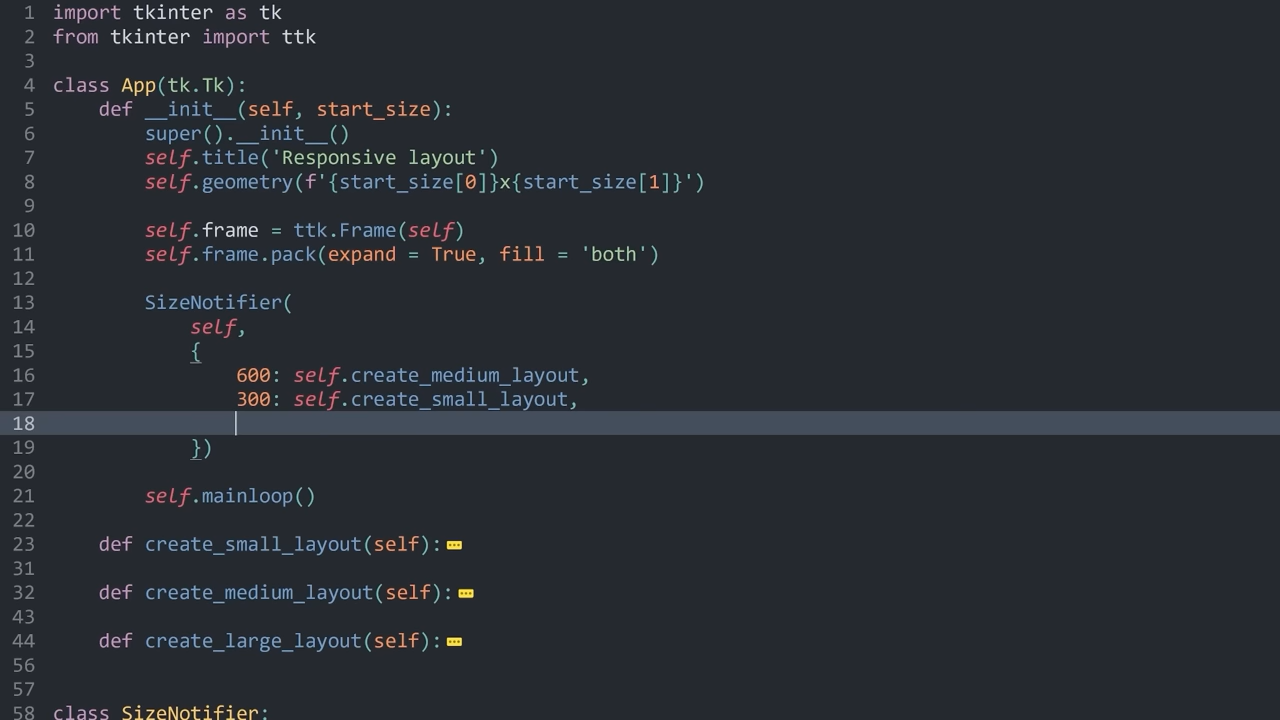 1 import tkinter as tk
2 from tkinter import ttk
3
4 class App(tk.Tk):
5     def __init__(self, start_size):
6         super().__init__()
7         self.title('Responsive layout')
8         self.geometry(f'{start_size[0]}x{start_size[1]}')
9
10         self.frame = ttk.Frame(self)
11         self.frame.pack(expand = True, fill = 'both')
12
13         SizeNotifier(
14             self,
15             {
16                 600: self.create_medium_layout,
17                 300: self.create_small_layout,
18
19             })
20
21         self.mainloop()
22
23     def create_small_layout(self):
31
32     def create_medium_layout(self):
43
44     def create_large_layout(self):
56
57
58 class SizeNotifier: